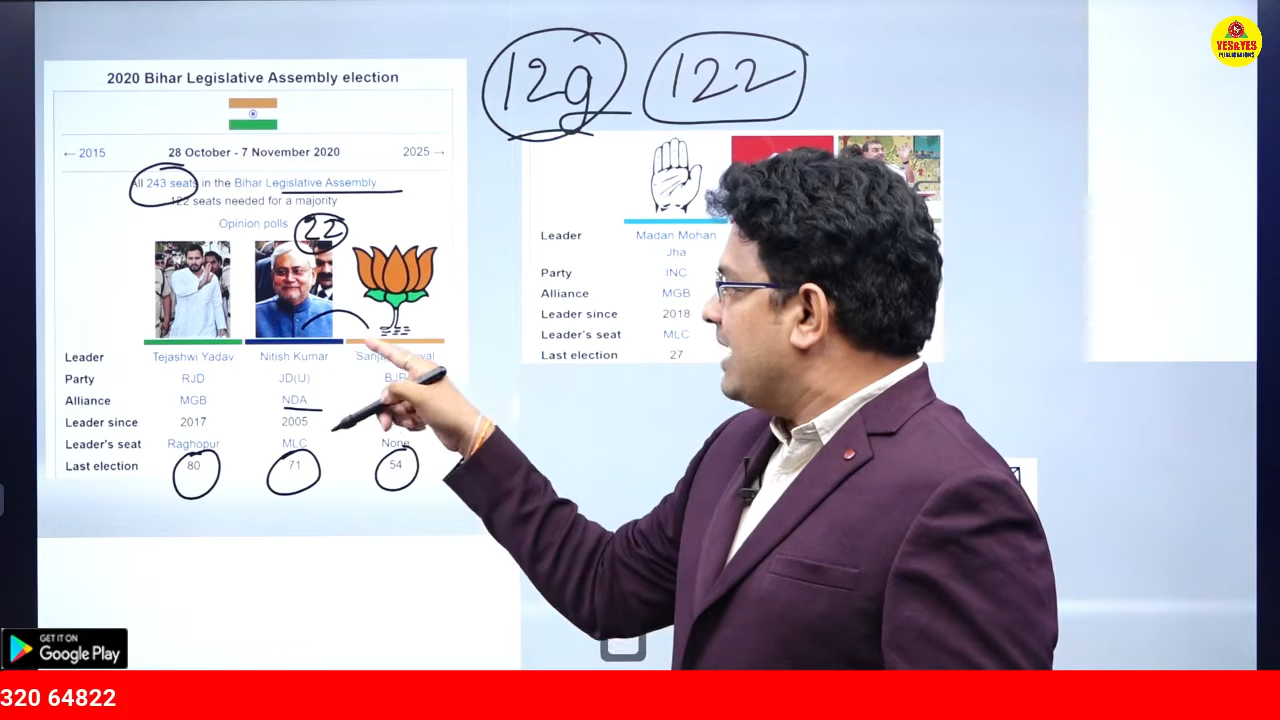 YES&YES
PUBLICATIONS
129 122
2020 Bihar Legislative Assembly election
← 2015 28 October - 7 November 2020 2025 →
All 243 seats in the Bihar Legislative Assembly
122 seats needed for a majority
Opinion polls
22
Leader Tejashwi Yadav Nitish Kumar
Party RJD JD(U) BJP
Alliance MGB NDA
Leader since 2017 2005
Leader's seat Raghopur MLC None
Last election 80 71 54
Leader Madan Mohan
Jha
Party INC
Alliance MGB
Leader since 2018
Leader's seat MLC
Last election 27
GET IT ON
Google Play
320 64822